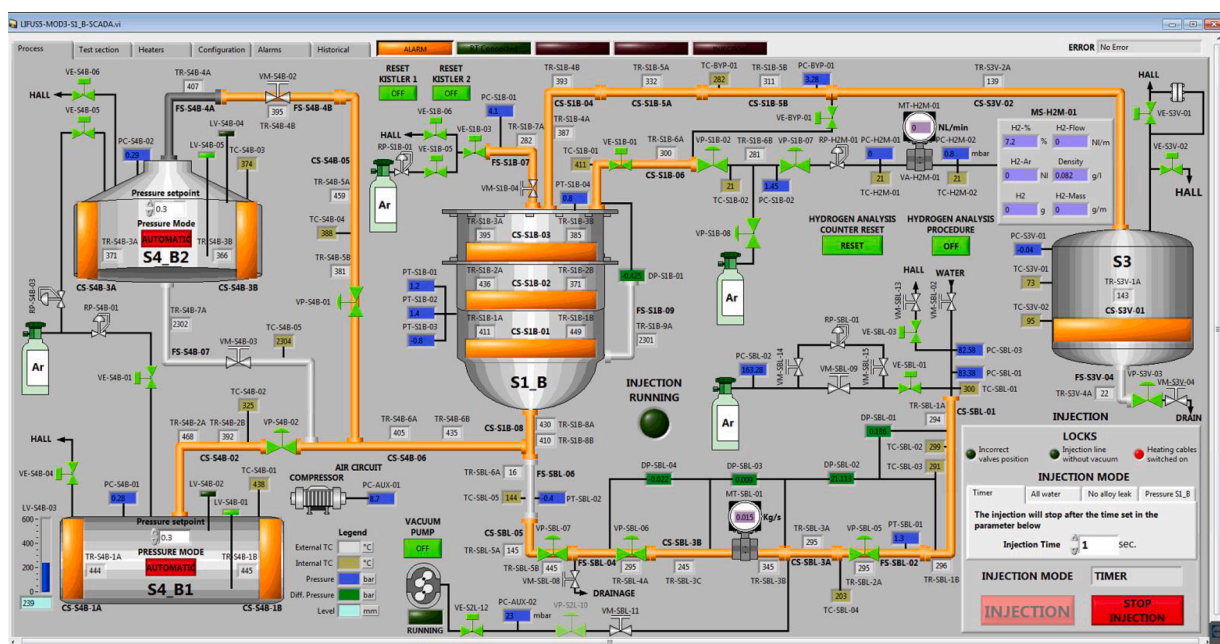 LIFUS5-MOD3-S1_B-SCADA.vi
Process
Test section
Heaters
Configuration
Alarms
Historical
ALARM
RT Connected
ERROR
No Error
VE-S4B-06
HALL
VE-S4B-05
TR-S4B-4A
407
FS-S4B-4A
VM-S4B-02
395
FS-S4B-4B
TR-S4B-4B
PC-S4B-02
0.29
LV-S4B-04
LV-S4B-05
TC-S4B-03
374
Pressure setpoint
0.3
Pressure Mode
AUTOMATIC
TR-S4B-3A
371
TR-S4B-3B
366
S4_B2
CS-S4B-3A
CS-S4B-3B
CS-S4B-05
TR-S4B-5A
459
TC-S4B-04
388
TR-S4B-5B
381
VP-S4B-01
RP-S4B-03
RP-S4B-01
Ar
TR-S4B-7A
2302
FS-S4B-07
VM-S4B-03
TC-S4B-05
2304
VE-S4B-01
TC-S4B-02
325
TR-S4B-2A
468
TR-S4B-2B
392
VP-S4B-02
CS-S4B-02
TR-S4B-6A
405
TR-S4B-6B
435
CS-S4B-06
HALL
VE-S4B-04
PC-S4B-01
0.28
LV-S4B-02
LV-S4B-01
TC-S4B-01
438
LV-S4B-03
600
400
200
0
239
Pressure setpoint
0.3
PRESSURE MODE
AUTOMATIC
TR-S4B-1A
444
TR-S4B-1B
445
S4_B1
CS-S4B-1A
CS-S4B-1B
AIR CIRCUIT
COMPRESSOR
PC-AUX-01
8.7
Legend
External TC °C
Internal TC °C
Pressure bar
Diff. Pressure bar
Level mm
RESET
KISTLER 1
OFF
RESET
KISTLER 2
OFF
HALL
VE-S1B-06
RP-S1B-01
VE-S1B-05
VE-S1B-03
Ar
PC-S1B-01
4.1
TR-S1B-7A
282
FS-S1B-07
VM-S1B-04
TR-S1B-4B
393
CS-S1B-04
TR-S1B-4A
387
TR-S1B-5A
332
CS-S1B-5A
TC-BYP-01
282
TR-S1B-5B
311
CS-S1B-5B
PC-BYP-01
3.28
VE-BYP-01
TC-S1B-01
411
VE-S1B-01
TR-S1B-6A
300
CS-S1B-06
VP-S1B-02
TR-S1B-6B
281
VP-S1B-07
RP-H2M-01
PT-S1B-04
0.8
21
TC-S1B-02
1.45
PC-S1B-02
21
TC-H2M-01
PC-H2M-01
0
MT-H2M-01
0
NL/min
VA-H2M-01
PC-H2M-02
0.8
mbar
21
TC-H2M-02
VP-S1B-08
Ar
TR-S1B-3A
395
CS-S1B-03
TR-S1B-3B
385
TR-S1B-2A
436
CS-S1B-02
TR-S1B-2B
371
TR-S1B-1A
411
CS-S1B-01
TR-S1B-1B
449
S1_B
PT-S1B-01
1.2
PT-S1B-02
1.4
PT-S1B-03
-0.8
-0.425
DP-S1B-01
FS-S1B-09
TR-S1B-9A
2301
INJECTION
RUNNING
CS-S1B-08
430
TR-S1B-8A
410
TR-S1B-8B
TR-SBL-6A
16
FS-SBL-06
TC-SBL-05
144
-0.4
PT-SBL-02
CS-SBL-05
TR-SBL-5A
145
VP-SBL-07
445
TR-SBL-5B
FS-SBL-04
VM-SBL-08
DRAINAGE
VP-SBL-06
295
TR-SBL-4A
DP-SBL-04
0.022
CS-SBL-3B
245
TR-SBL-3C
DP-SBL-03
0.009
MT-SBL-01
0.015
Kg/s
345
TR-SBL-3B
DP-SBL-02
21.113
TR-SBL-3A
295
CS-SBL-3A
203
TC-SBL-04
VP-SBL-05
295
TR-SBL-2A
PT-SBL-01
1.3
FS-SBL-02
296
TR-SBL-1B
DP-SBL-01
0.186
TC-SBL-02
299
TC-SBL-03
291
TR-SBL-1A
294
CS-SBL-01
VACUUM
PUMP
OFF
RUNNING
VE-S2L-12
PC-AUX-02
23
mbar
VP-S2L-10
VM-SBL-11
HYDROGEN ANALYSIS
COUNTER RESET
RESET
HYDROGEN ANALYSIS
PROCEDURE
OFF
HALL
WATER
VM-SBL-13
VM-SBL-02
VE-SBL-03
82.58
PC-SBL-03
83.38
PC-SBL-01
300
TC-SBL-01
RP-SBL-01
PC-SBL-02
163.28
VM-SBL-14
VM-SBL-09
VM-SBL-15
VE-SBL-01
Ar
TR-S3V-2A
139
CS-S3V-02
MS-H2M-01
H2-%
7.2
%
H2-Flow
0
Nl/m
H2-Ar
0
Nl
Density
0.082
g/l
H2
0
g
H2-Mass
0
g/m
HALL
VE-S3V-01
VE-S3V-02
HALL
PC-S3V-01
-0.04
TC-S3V-01
73
TC-S3V-02
95
S3
TR-S3V-1A
143
CS-S3V-01
FS-S3V-04
TR-S3V-4A
22
VP-S3V-03
VM-S3V-04
DRAIN
INJECTION
LOCKS
Incorrect
valves position
Injection line
without vacuum
Heating cables
switched on
INJECTION MODE
Timer
All water
No alloy leak
Pressure S1_B
The injection will stop after the time set in the
parameter below
Injection Time
1
sec.
INJECTION MODE
TIMER
INJECTION
STOP
INJECTION